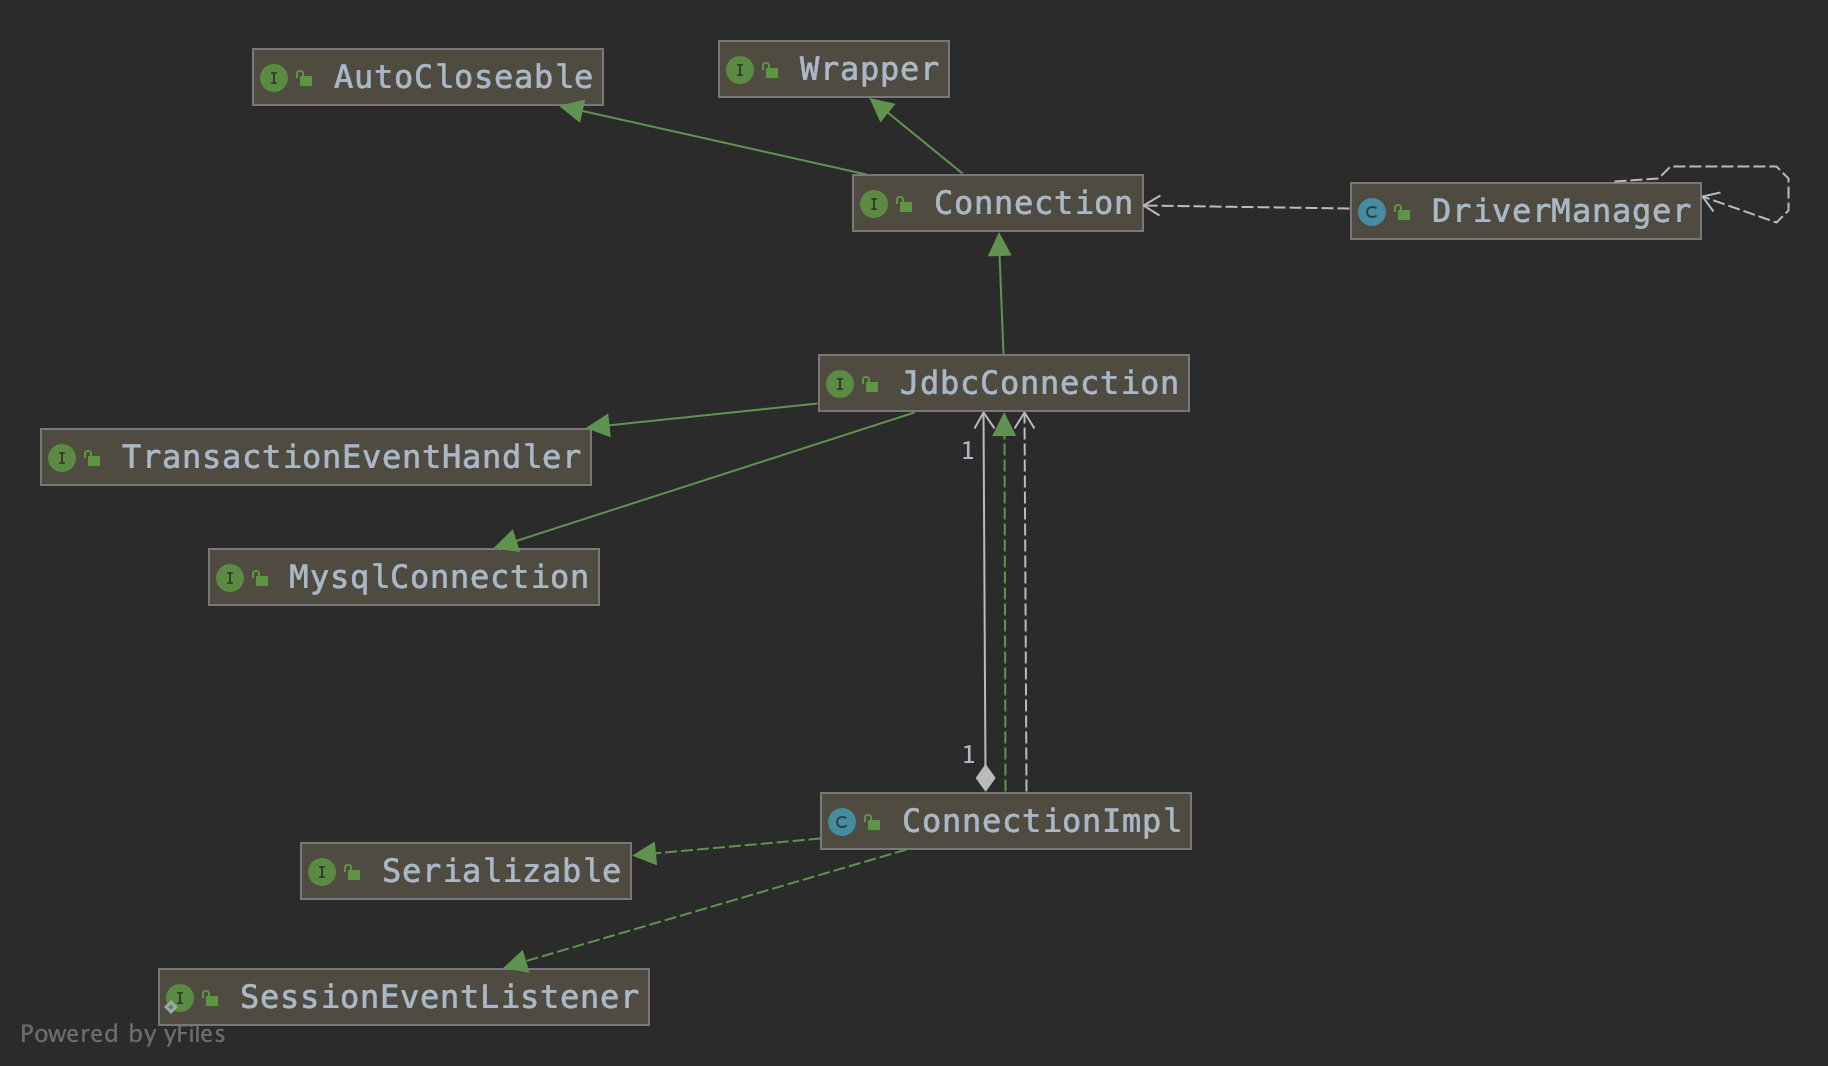 I AutoCloseable
I Wrapper
I Connection
C DriverManager
I JdbcConnection
1
I TransactionEventHandler
I MysqlConnection
1
C ConnectionImpl
I Serializable
I SessionEventListener
Powered by yFiles